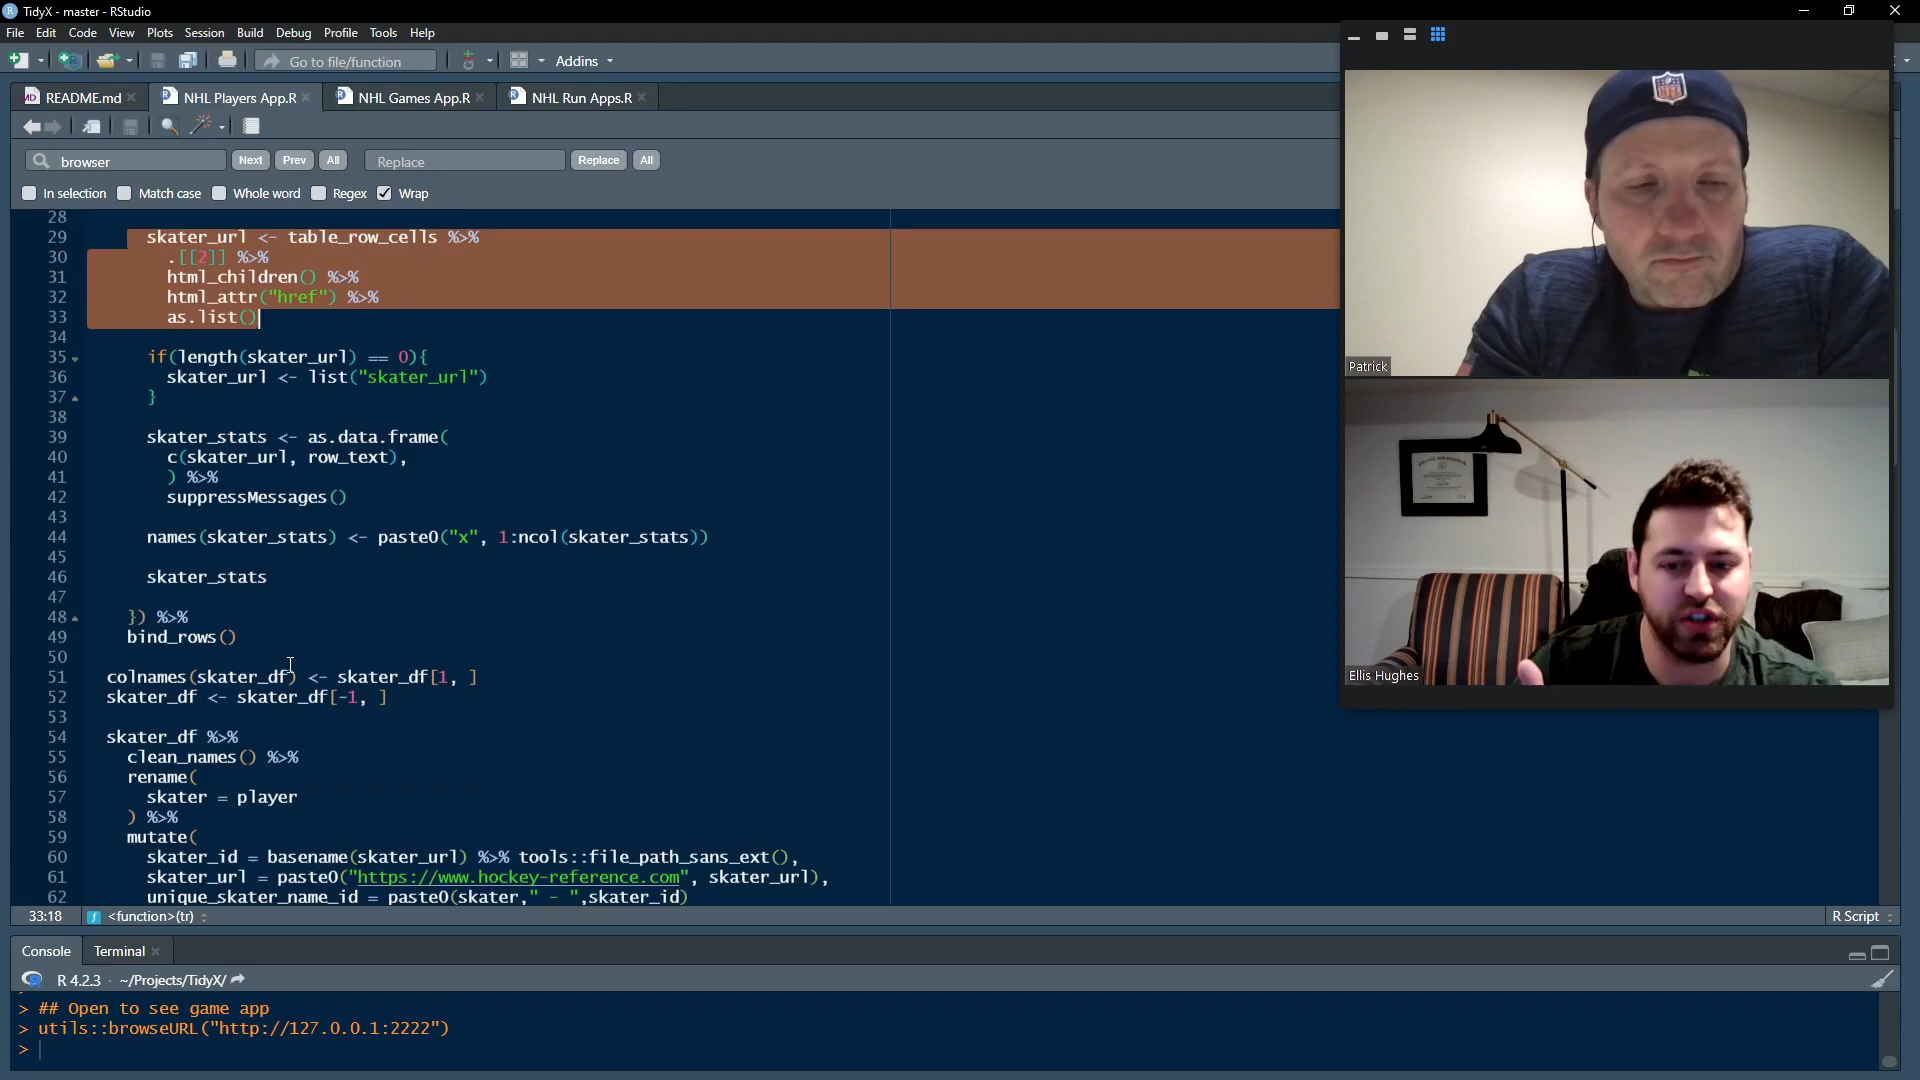 TidyX - master - RStudio
File Edit Code View Plots Session Build Debug Profile Tools Help
Go to file/function
Addins
README.md
NHL Players App.R
NHL Games App.R
NHL Run Apps.R
browser
Next
Prev
All
Replace
Replace
All
In selection
Match case
Whole word
Regex
Wrap
28
29 skater_url <- table_row_cells %>%
30 .[[2]] %>%
31 html_children() %>%
32 html_attr("href") %>%
33 as.list()
34
35 if(length(skater_url) == 0){
36 skater_url <- list("skater_url")
37 }
38
39 skater_stats <- as.data.frame(
40 c(skater_url, row_text),
41 ) %>%
42 suppressMessages()
43
44 names(skater_stats) <- paste0("x", 1:ncol(skater_stats))
45
46 skater_stats
47
48 }) %>%
49 bind_rows()
50
51 colnames(skater_df) <- skater_df[1, ]
52 skater_df <- skater_df[-1, ]
53
54 skater_df %>%
55 clean_names() %>%
56 rename(
57 skater = player
58 ) %>%
59 mutate(
60 skater_id = basename(skater_url) %>% tools::file_path_sans_ext(),
61 skater_url = paste0("https://www.hockey-reference.com", skater_url),
62 unique_skater_name_id = paste0(skater," - ",skater_id)
33:18
<function>(tr)
R Script
Console
Terminal
R 4.2.3 · ~/Projects/TidyX/
> ## Open to see game app
> utils::browseURL("http://127.0.0.1:2222")
>
NFL
Patrick
Ellis Hughes